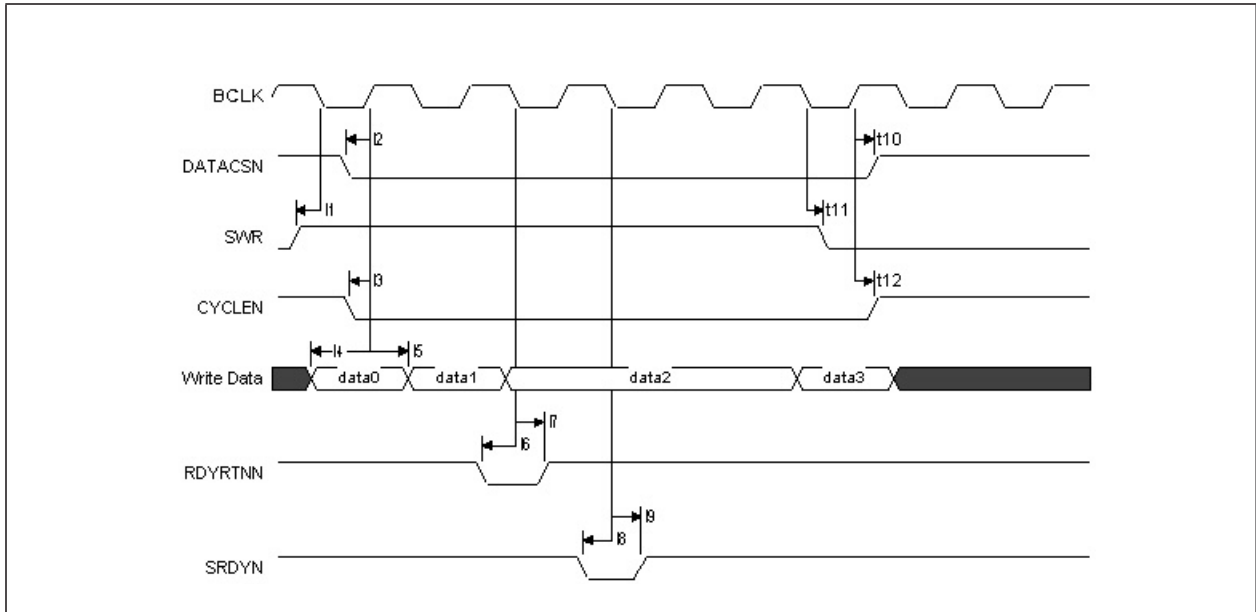 BCLK
t2
t10
DATACSN
t1
t11
SWR
t3
t12
CYCLEN
t4 t5
Write Data data0 data1 data2 data3
t7
t6
RDYRTNN
t9
t8
SRDYN